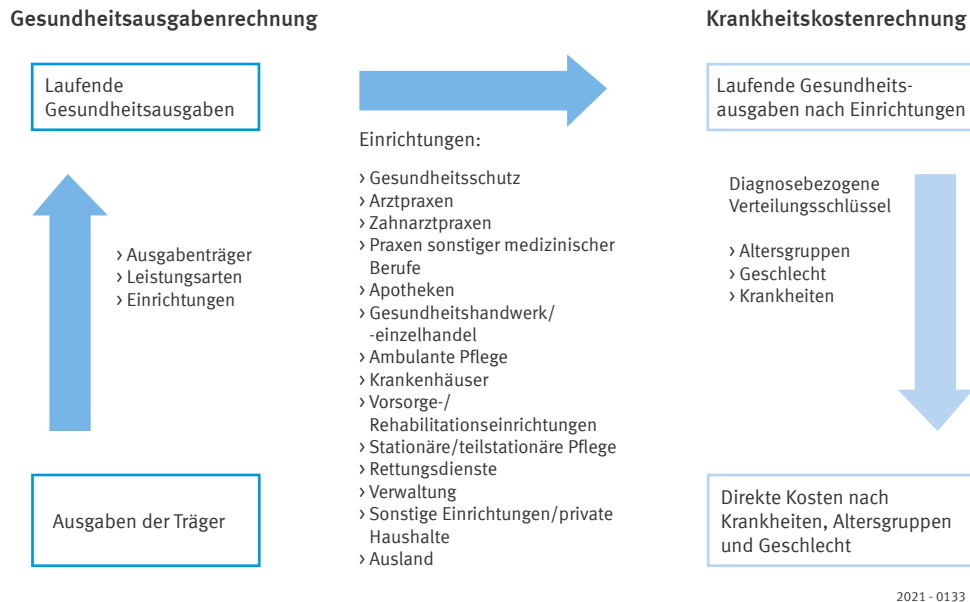 Gesundheitsausgabenrechnung
Laufende
Gesundheitsausgaben
> Ausgabenträger
> Leistungsarten
> Einrichtungen
Ausgaben der Träger
Einrichtungen:
> Gesundheitsschutz
> Arztpraxen
> Zahnarztpraxen
> Praxen sonstiger medizinischer
Berufe
> Apotheken
> Gesundheitshandwerk/
-einzelhandel
> Ambulante Pflege
> Krankenhäuser
> Vorsorge-/
Rehabilitationseinrichtungen
> Stationäre/teilstationäre Pflege
> Rettungsdienste
> Verwaltung
> Sonstige Einrichtungen/private
Haushalte
> Ausland
Krankheitskostenrechnung
Laufende Gesundheits-
ausgaben nach Einrichtungen
Diagnosebezogene
Verteilungsschlüssel
> Altersgruppen
> Geschlecht
> Krankheiten
Direkte Kosten nach
Krankheiten, Altersgruppen
und Geschlecht
2021 - 0133